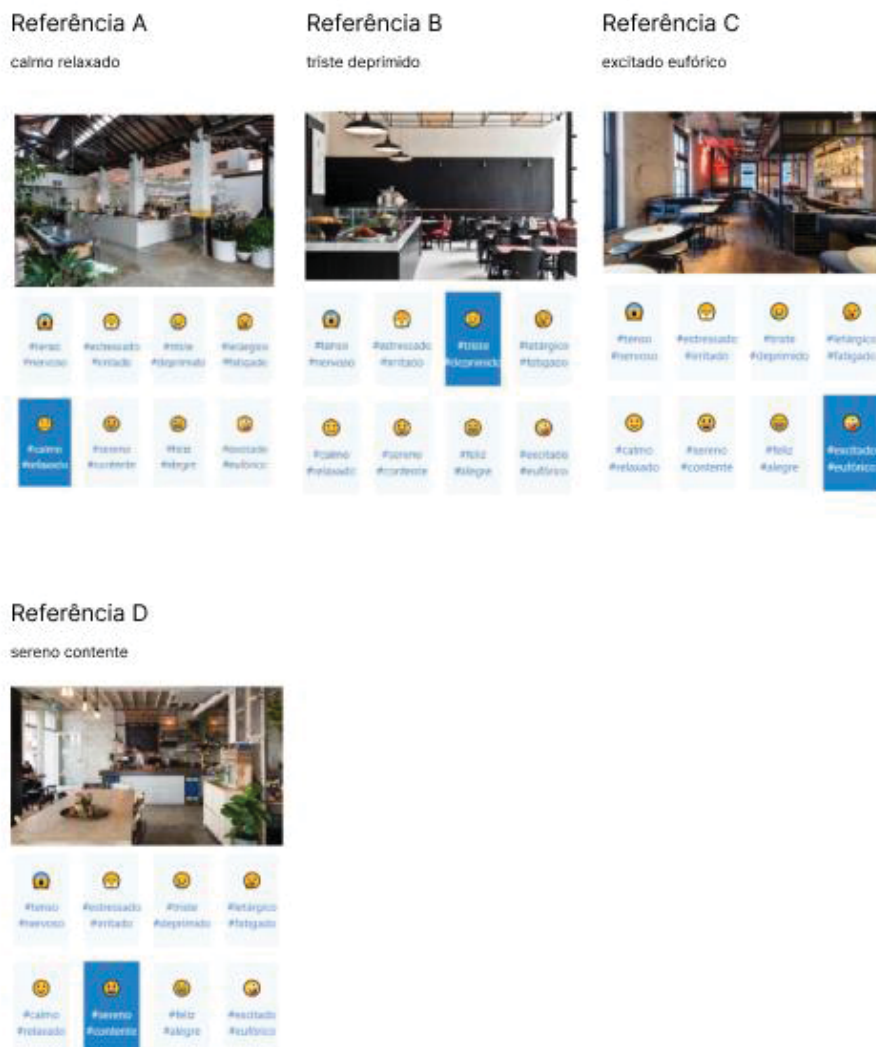 Referência A
calmo relaxado
#tenso
#nervoso
#estressado
#irritado
#triste
#deprimido
#letárgico
#fatigado
#calmo
#relaxado
#sereno
#contente
#feliz
#alegre
#excitado
#eufórico
Referência B
triste deprimido
#tenso
#nervoso
#estressado
#irritado
#triste
#deprimido
#letárgico
#fatigado
#calmo
#relaxado
#sereno
#contente
#feliz
#alegre
#excitado
#eufórico
Referência C
excitado eufórico
#tenso
#nervoso
#estressado
#irritado
#triste
#deprimido
#letárgico
#fatigado
#calmo
#relaxado
#sereno
#contente
#feliz
#alegre
#excitado
#eufórico
Referência D
sereno contente
#tenso
#nervoso
#estressado
#irritado
#triste
#deprimido
#letárgico
#fatigado
#calmo
#relaxado
#sereno
#contente
#feliz
#alegre
#excitado
#eufórico